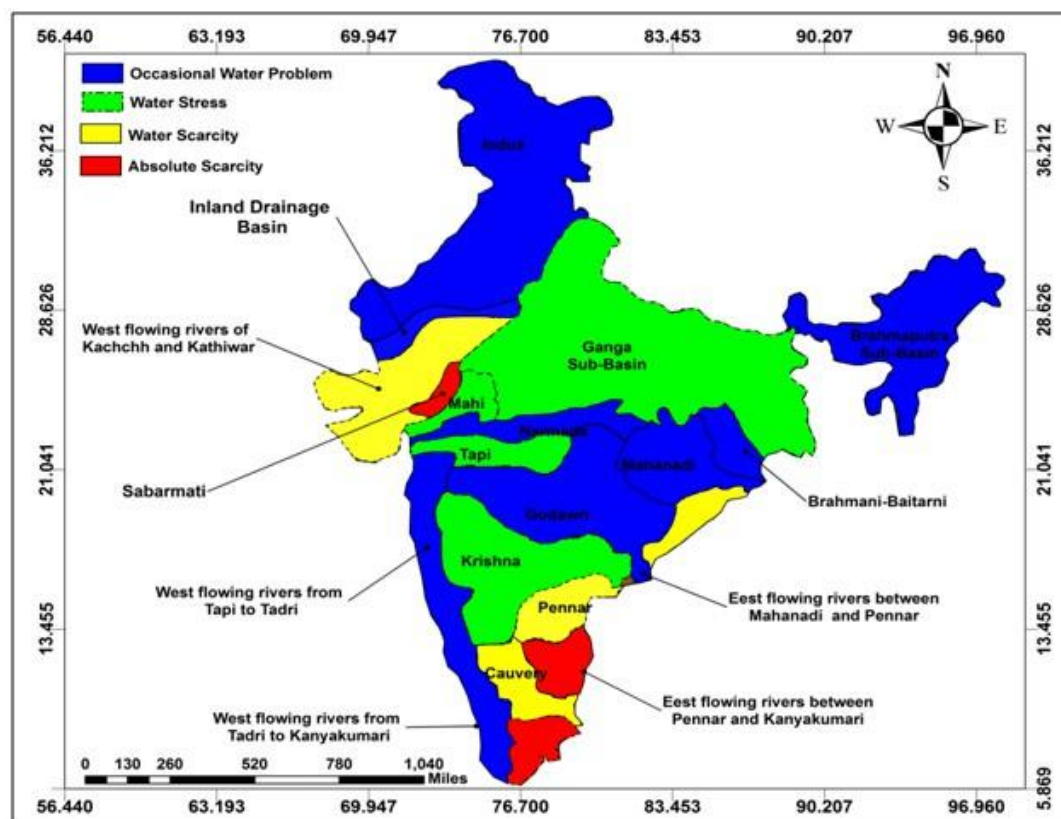 56.440 63.193 69.947 76.700 83.453 90.207 96.960
Occasional Water Problem
Water Stress
Water Scarcity
Absolute Scarcity
N
W E
S
36.212 36.212
Indus
Inland Drainage
Basin
28.626 28.626
West flowing rivers of
Kachchh and Kathiwar
Ganga
Sub-Basin
Brahmaputra
Sub-Basin
Mahi
Narmada
Tapi
Mahanadi
21.041 21.041
Sabarmati
Brahmani-Baitarni
Godawri
Krishna
West flowing rivers from
Tapi to Tadri
Pennar
Eest flowing rivers between
Mahanadi and Pennar
13.455 13.455
Cauvery
Eest flowing rivers between
Pennar and Kanyakumari
West flowing rivers from
Tadri to Kanyakumari
0 130 260 520 780 1,040
Miles
5.869 5.869
56.440 63.193 69.947 76.700 83.453 90.207 96.960